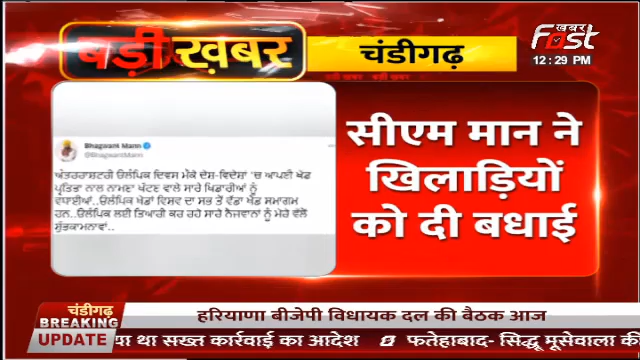 बड़ी ख़बर
चंडीगढ़
ख़बर
Fast
12:29 PM
Bhagwant Mann
@BhagwantMann
ਅੰਤਰਰਾਸ਼ਟਰੀ ਓਲੰਪਿਕ ਦਿਵਸ ਮੌਕੇ ਦੇਸ਼-ਵਿਦੇਸ਼ਾਂ 'ਚ ਆਪਣੀ ਖੇਡ
ਪ੍ਰਤਿਭਾ ਨਾਲ ਨਾਮਣਾ ਖੱਟਣ ਵਾਲੇ ਸਾਰੇ ਖਿਡਾਰੀਆਂ ਨੂੰ
ਵਧਾਈਆਂ..ਓਲੰਪਿਕ ਖੇਡਾਂ ਵਿਸ਼ਵ ਦਾ ਸਭ ਤੋਂ ਵੱਡਾ ਖੇਡ ਸਮਾਗਮ
ਹਨ..ਓਲੰਪਿਕ ਲਈ ਤਿਆਰੀ ਕਰ ਰਹੇ ਸਾਰੇ ਨੌਜਵਾਨਾਂ ਨੂੰ ਮੇਰੇ ਵੱਲੋਂ
ਸ਼ੁੱਭਕਾਮਨਾਵਾਂ..
सीएम मान ने
खिलाड़ियों
को दी बधाई
चंडीगढ़
हरियाणा बीजेपी विधायक दल की बैठक आज
BREAKING
UPDATE
या था सख्त कार्रवाई का आदेश फतेहाबाद- सिद्धू मूसेवाला की